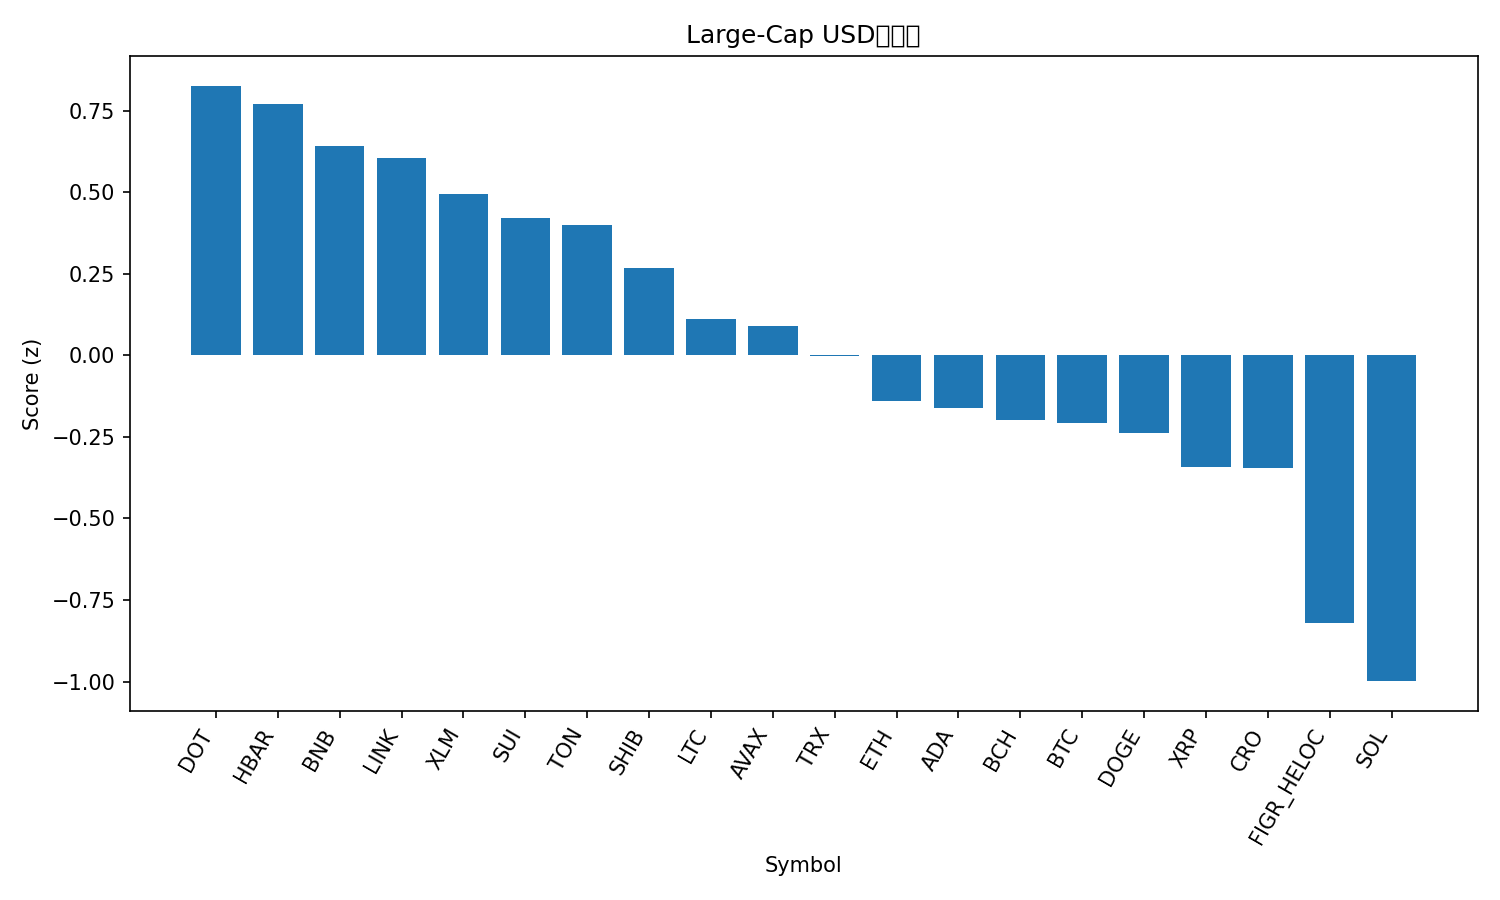 Large-Cap USD
0.75
0.50
0.25
0.00
−0.25
−0.50
−0.75
−1.00
Score (z)
DOT
HBAR
BNB
LINK
XLM
SUI
TON
SHIB
LTC
AVAX
TRX
ETH
ADA
BCH
BTC
DOGE
XRP
CRO
FIGR_HELOC
SOL
Symbol